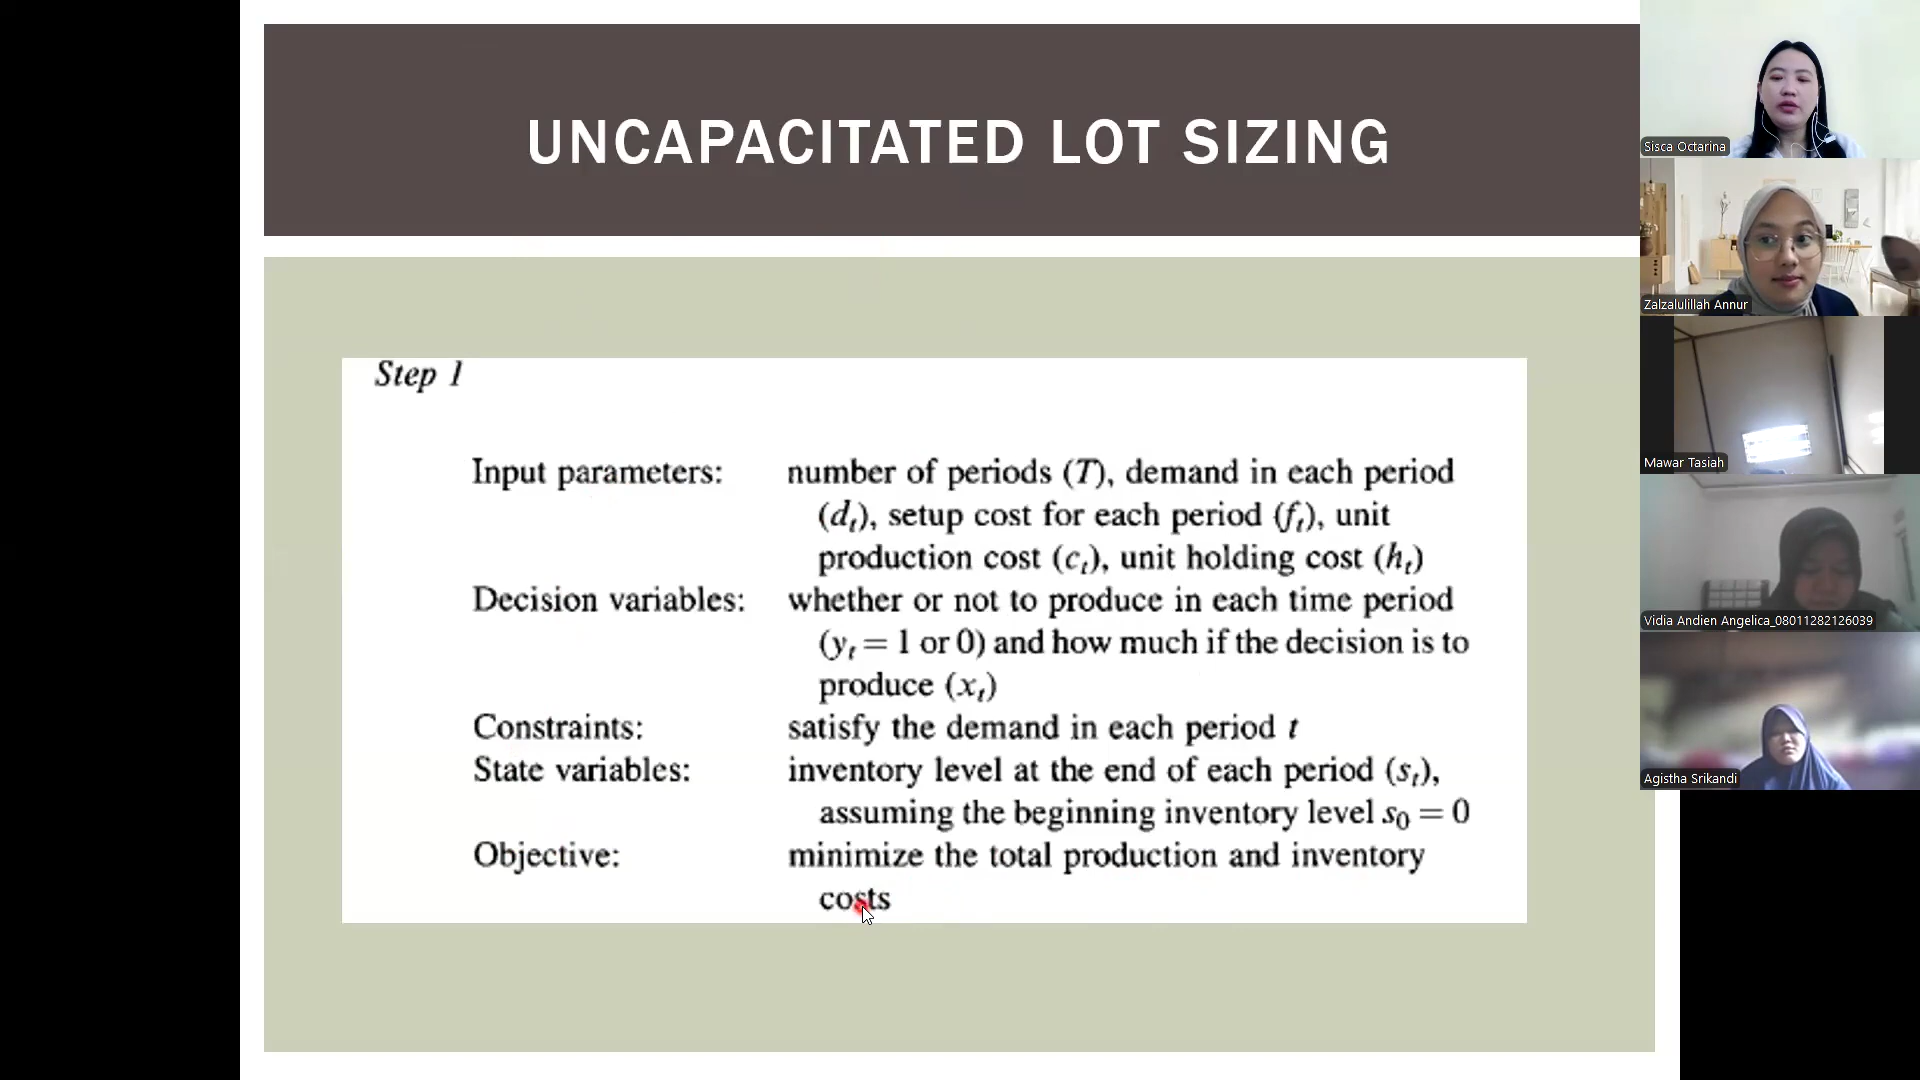 UNCAPACITATED LOT SIZING
Step 1
Input parameters: number of periods (T), demand in each period
(dₜ), setup cost for each period (fₜ), unit
production cost (cₜ), unit holding cost (hₜ)
Decision variables: whether or not to produce in each time period
(yₜ = 1 or 0) and how much if the decision is to
produce (xₜ)
Constraints: satisfy the demand in each period t
State variables: inventory level at the end of each period (sₜ),
assuming the beginning inventory level s₀ = 0
Objective: minimize the total production and inventory
costs
Sisca Octarina
Zalzalulillah Annur
Mawar Tasiah
Vidia Andien Angelica_08011282126039
Agistha Srikandi